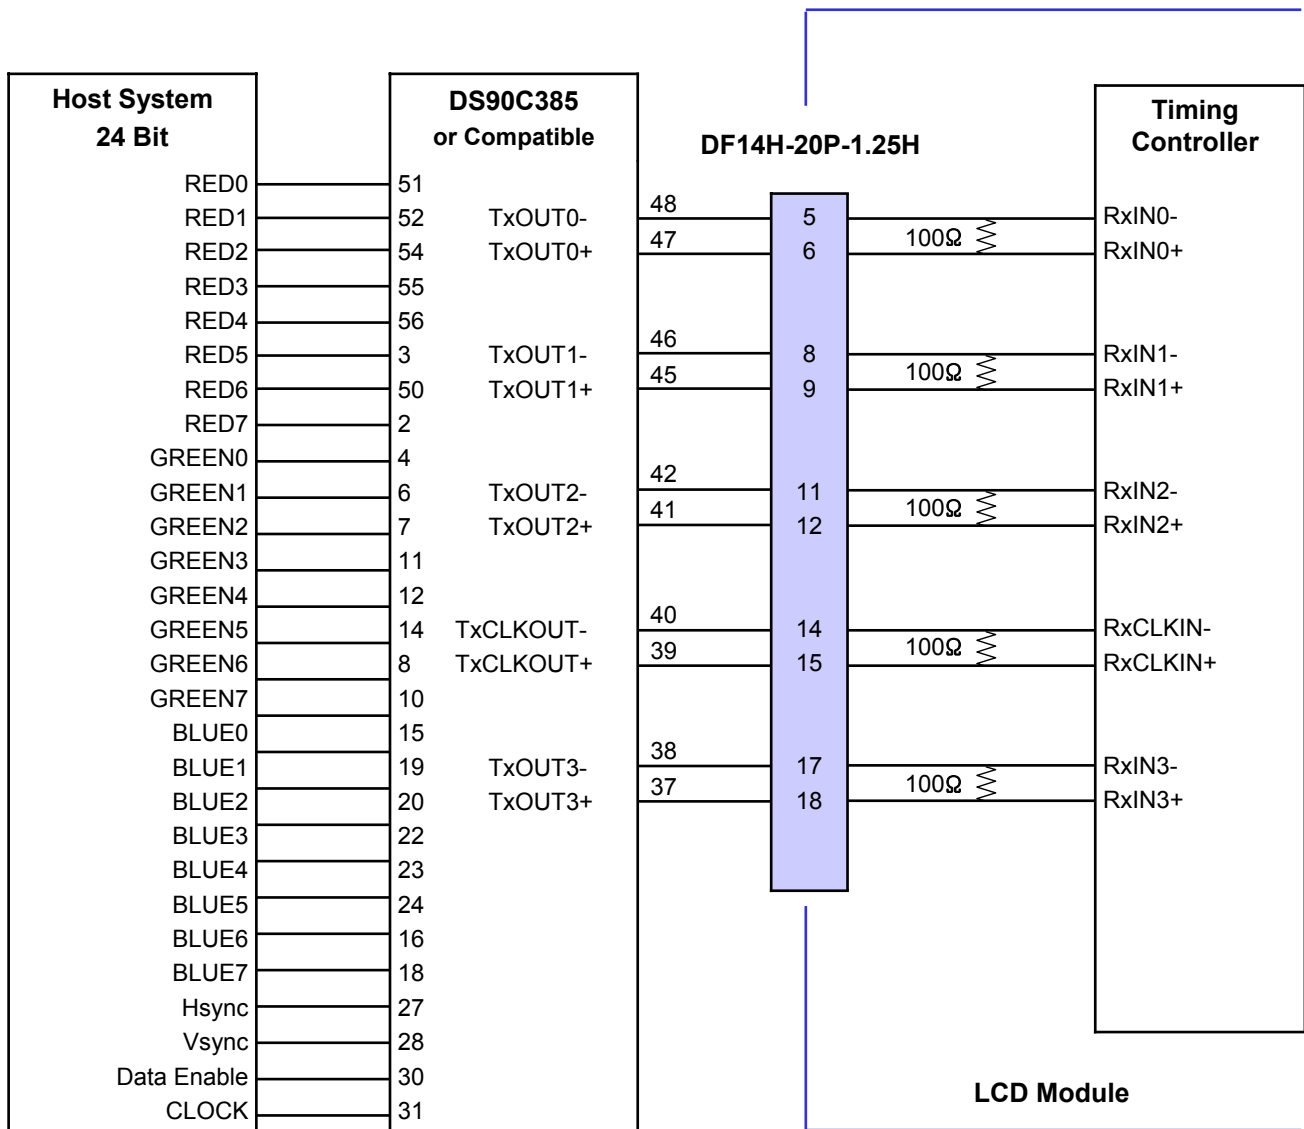 Host System
24 Bit
RED0
RED1
RED2
RED3
RED4
RED5
RED6
RED7
GREEN0
GREEN1
GREEN2
GREEN3
GREEN4
GREEN5
GREEN6
GREEN7
BLUE0
BLUE1
BLUE2
BLUE3
BLUE4
BLUE5
BLUE6
BLUE7
Hsync
Vsync
Data Enable
CLOCK
DS90C385
or Compatible
51
52
54
55
56
3
50
2
4
6
7
11
12
14
8
10
15
19
20
22
23
24
16
18
27
28
30
31
TxOUT0-
TxOUT0+
TxOUT1-
TxOUT1+
TxOUT2-
TxOUT2+
TxCLKOUT-
TxCLKOUT+
TxOUT3-
TxOUT3+
48
47
46
45
42
41
40
39
38
37
DF14H-20P-1.25H
5
6
8
9
11
12
14
15
17
18
100Ω
100Ω
100Ω
100Ω
100Ω
Timing
Controller
RxIN0-
RxIN0+
RxIN1-
RxIN1+
RxIN2-
RxIN2+
RxCLKIN-
RxCLKIN+
RxIN3-
RxIN3+
LCD Module